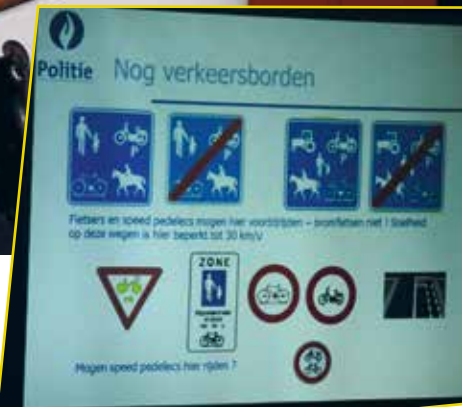 Politie
Nog verkeersborden
P
P
P
P
Fietsers en speed pedelecs mogen hier voortbrijden – bromfietsen niet ! Snelheid
op deze wegen is hier beperkt tot 30 km/u
ZONE
Mogen speed pedelecs hier rijden ?